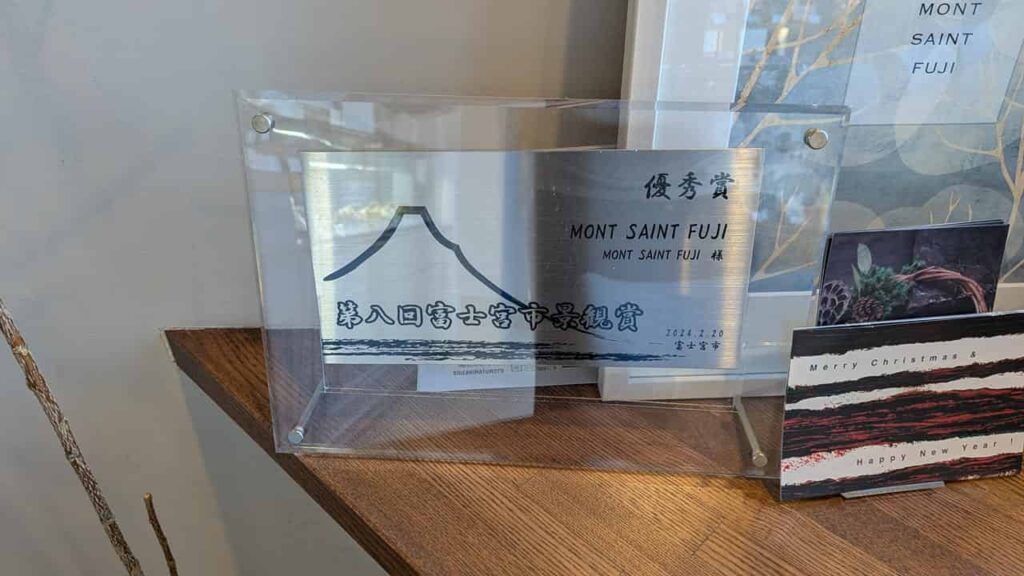 MONT
SAINT
FUJI
優秀賞
MONT SAINT FUJI
MONT SAINT FUJI 様
第八回富士宮市景観賞
2024.2.20
富士宮市
Merry Christmas &
Happy New Year !